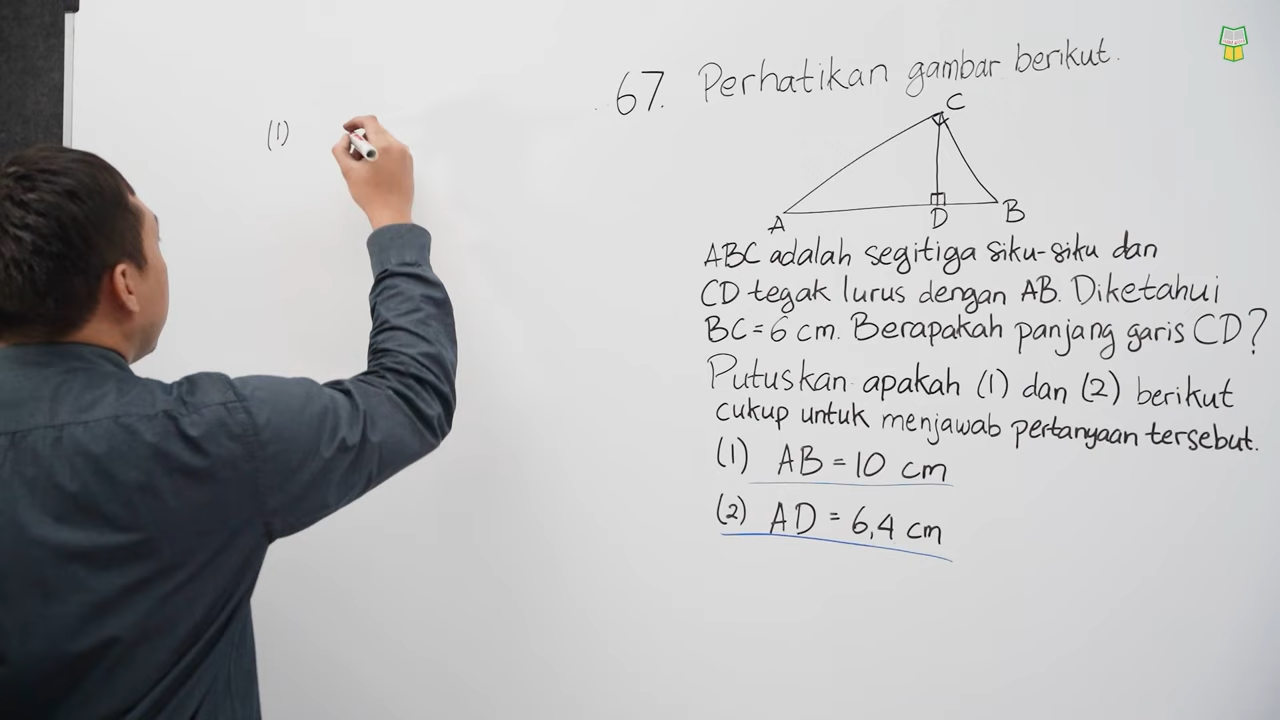 (1)
67. Perhatikan gambar berikut.
C
A
D
B
ABC adalah segitiga siku-siku dan
CD tegak lurus dengan AB. Diketahui
BC = 6 cm. Berapakah panjang garis CD?
Putuskan apakah (1) dan (2) berikut
cukup untuk menjawab pertanyaan tersebut.
(1) AB = 10 cm
(2) AD = 6,4 cm